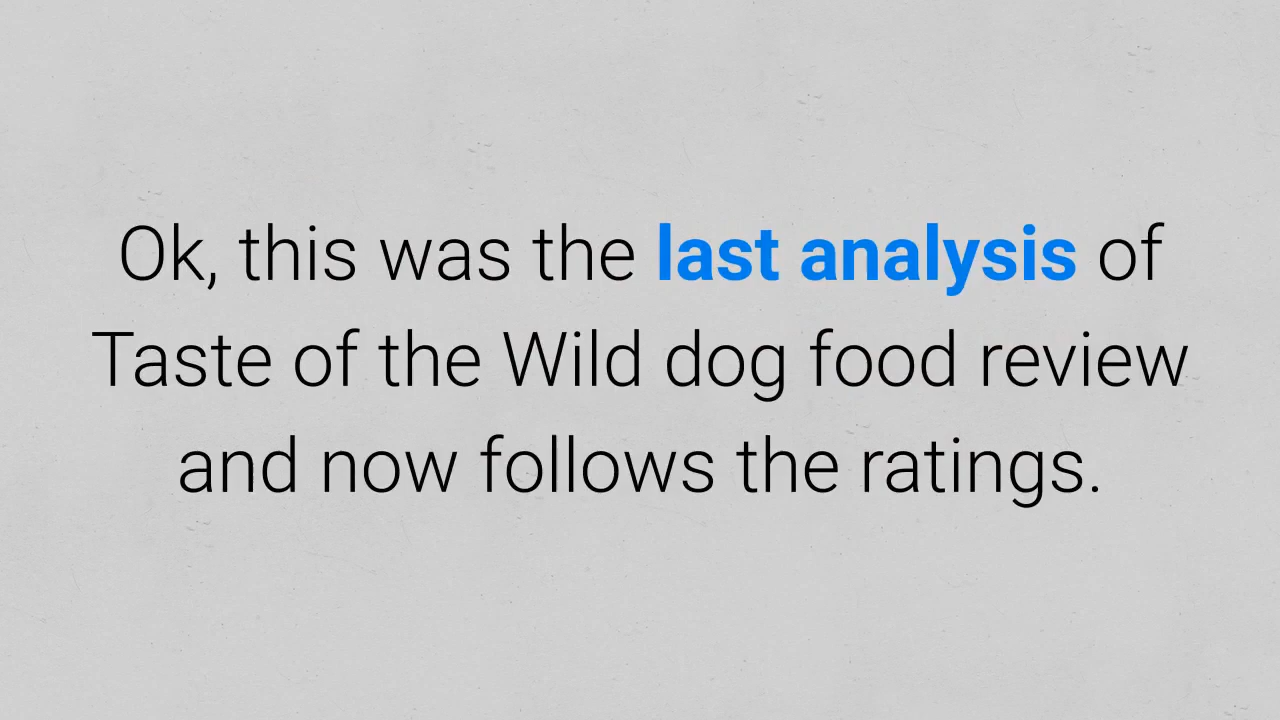 Ok, this was the last analysis of
Taste of the Wild dog food review
and now follows the ratings.